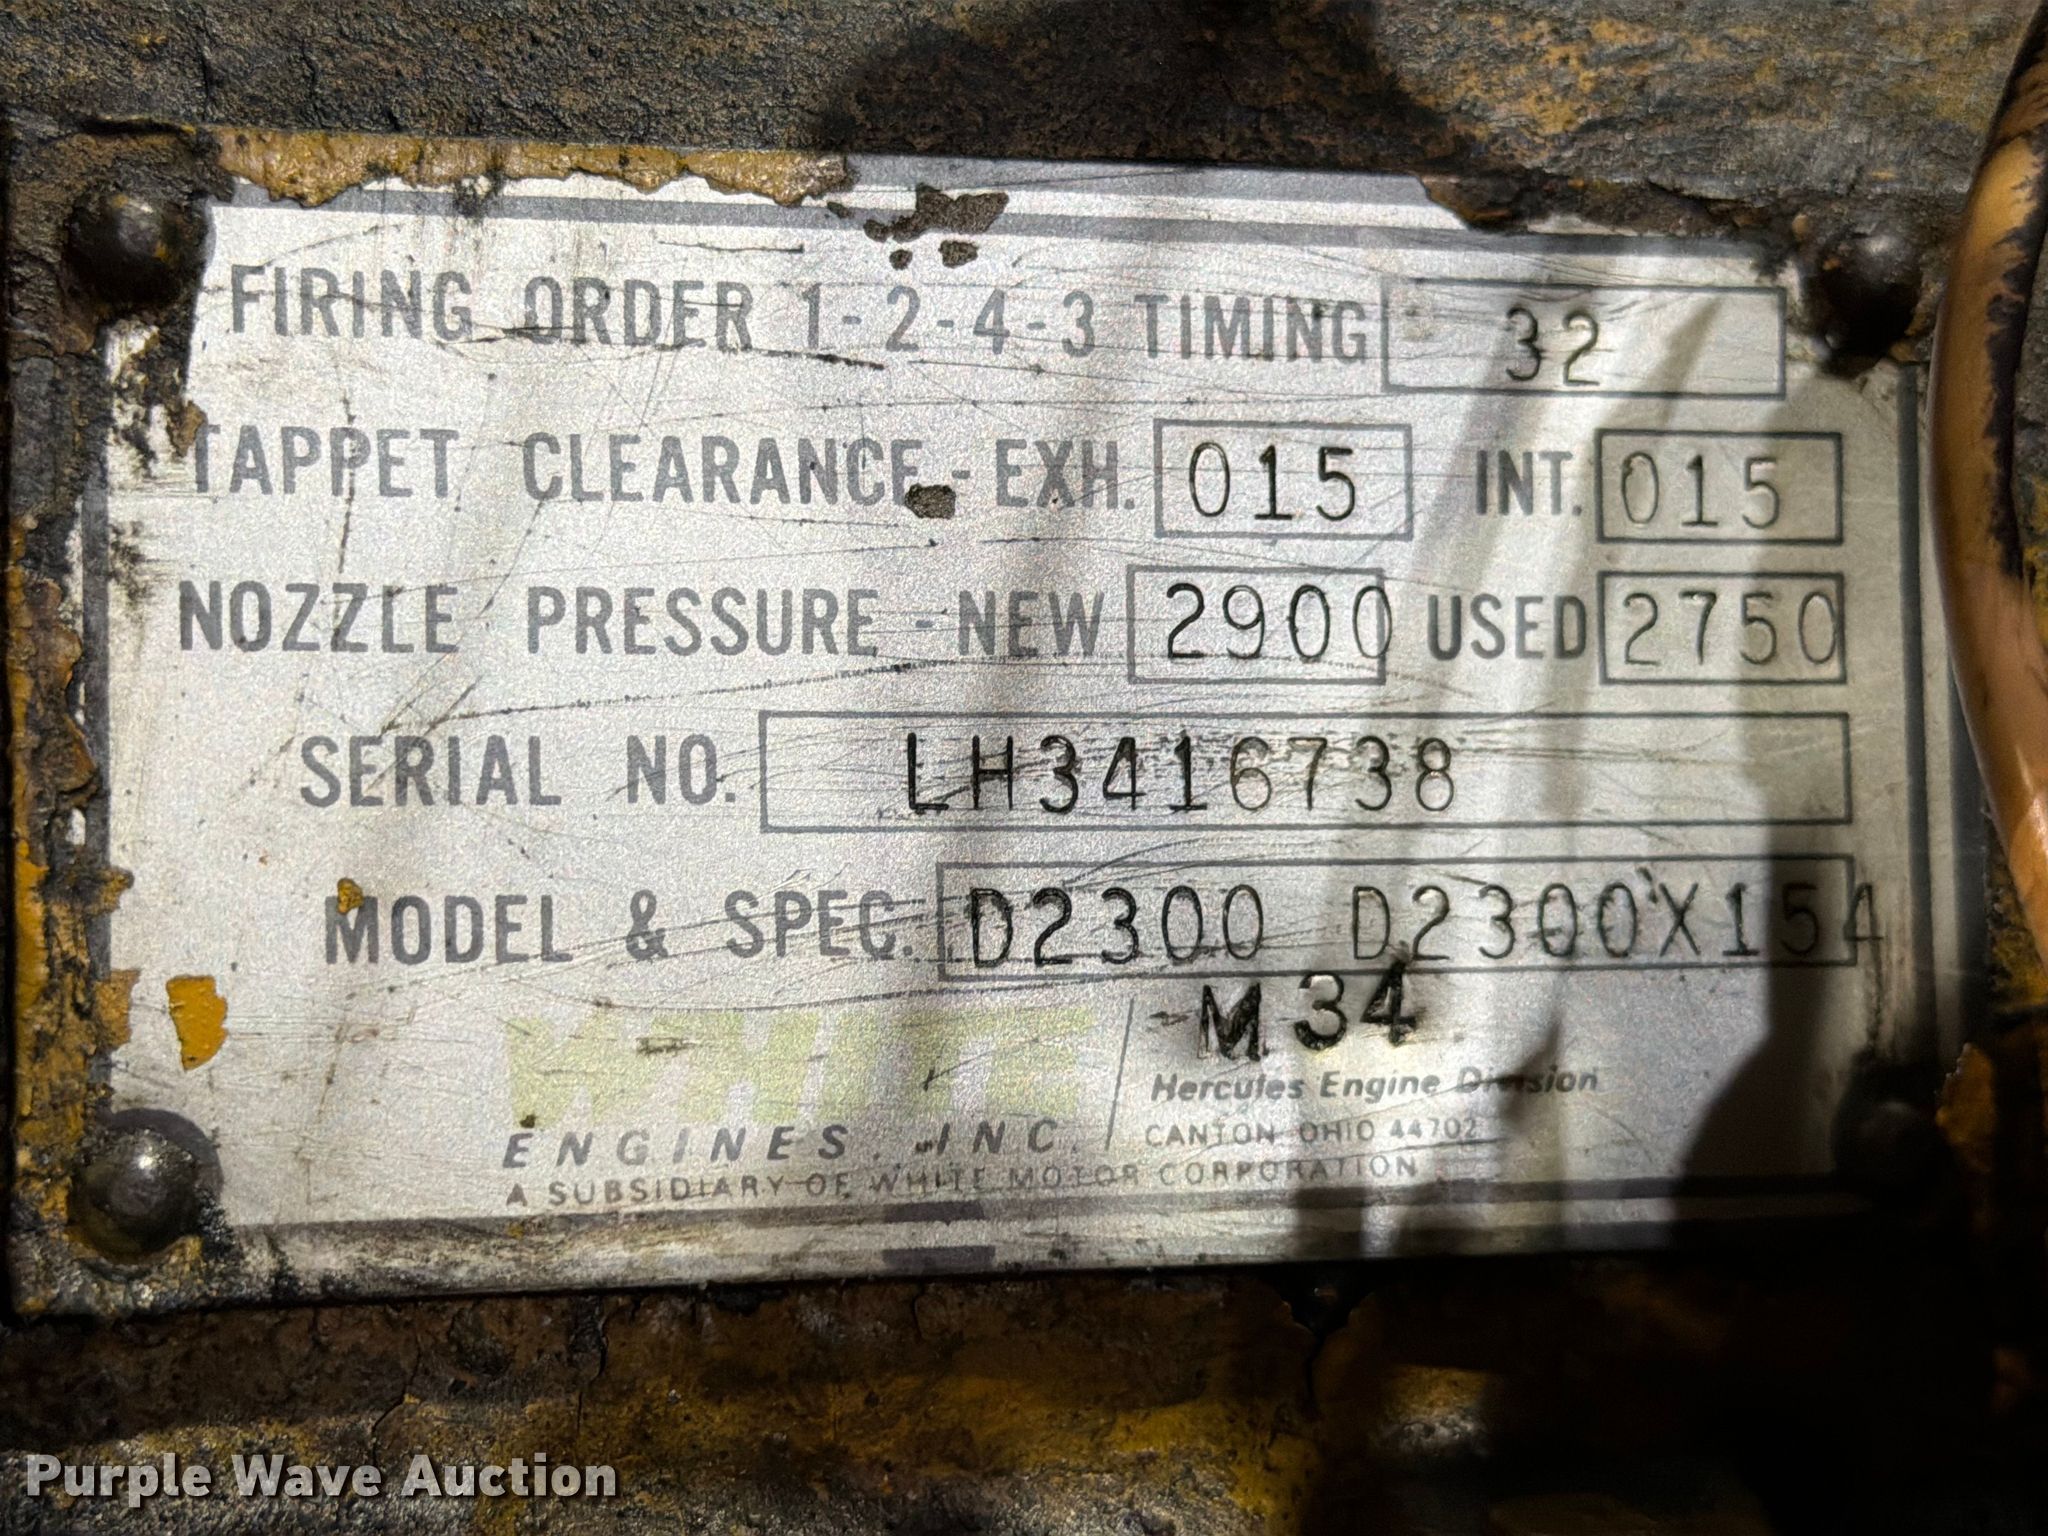 FIRING ORDER 1-2-4-3 TIMING 32
TAPPET CLEARANCE - EXH. 015 INT. 015
NOZZLE PRESSURE - NEW 2900 USED 2750
SERIAL NO. LH3416738
MODEL & SPEC. D2300 D2300X154
M34
WHITE
Hercules Engine Division
ENGINES, INC. CANTON OHIO 44702
A SUBSIDIARY OF WHITE MOTOR CORPORATION
Purple Wave Auction